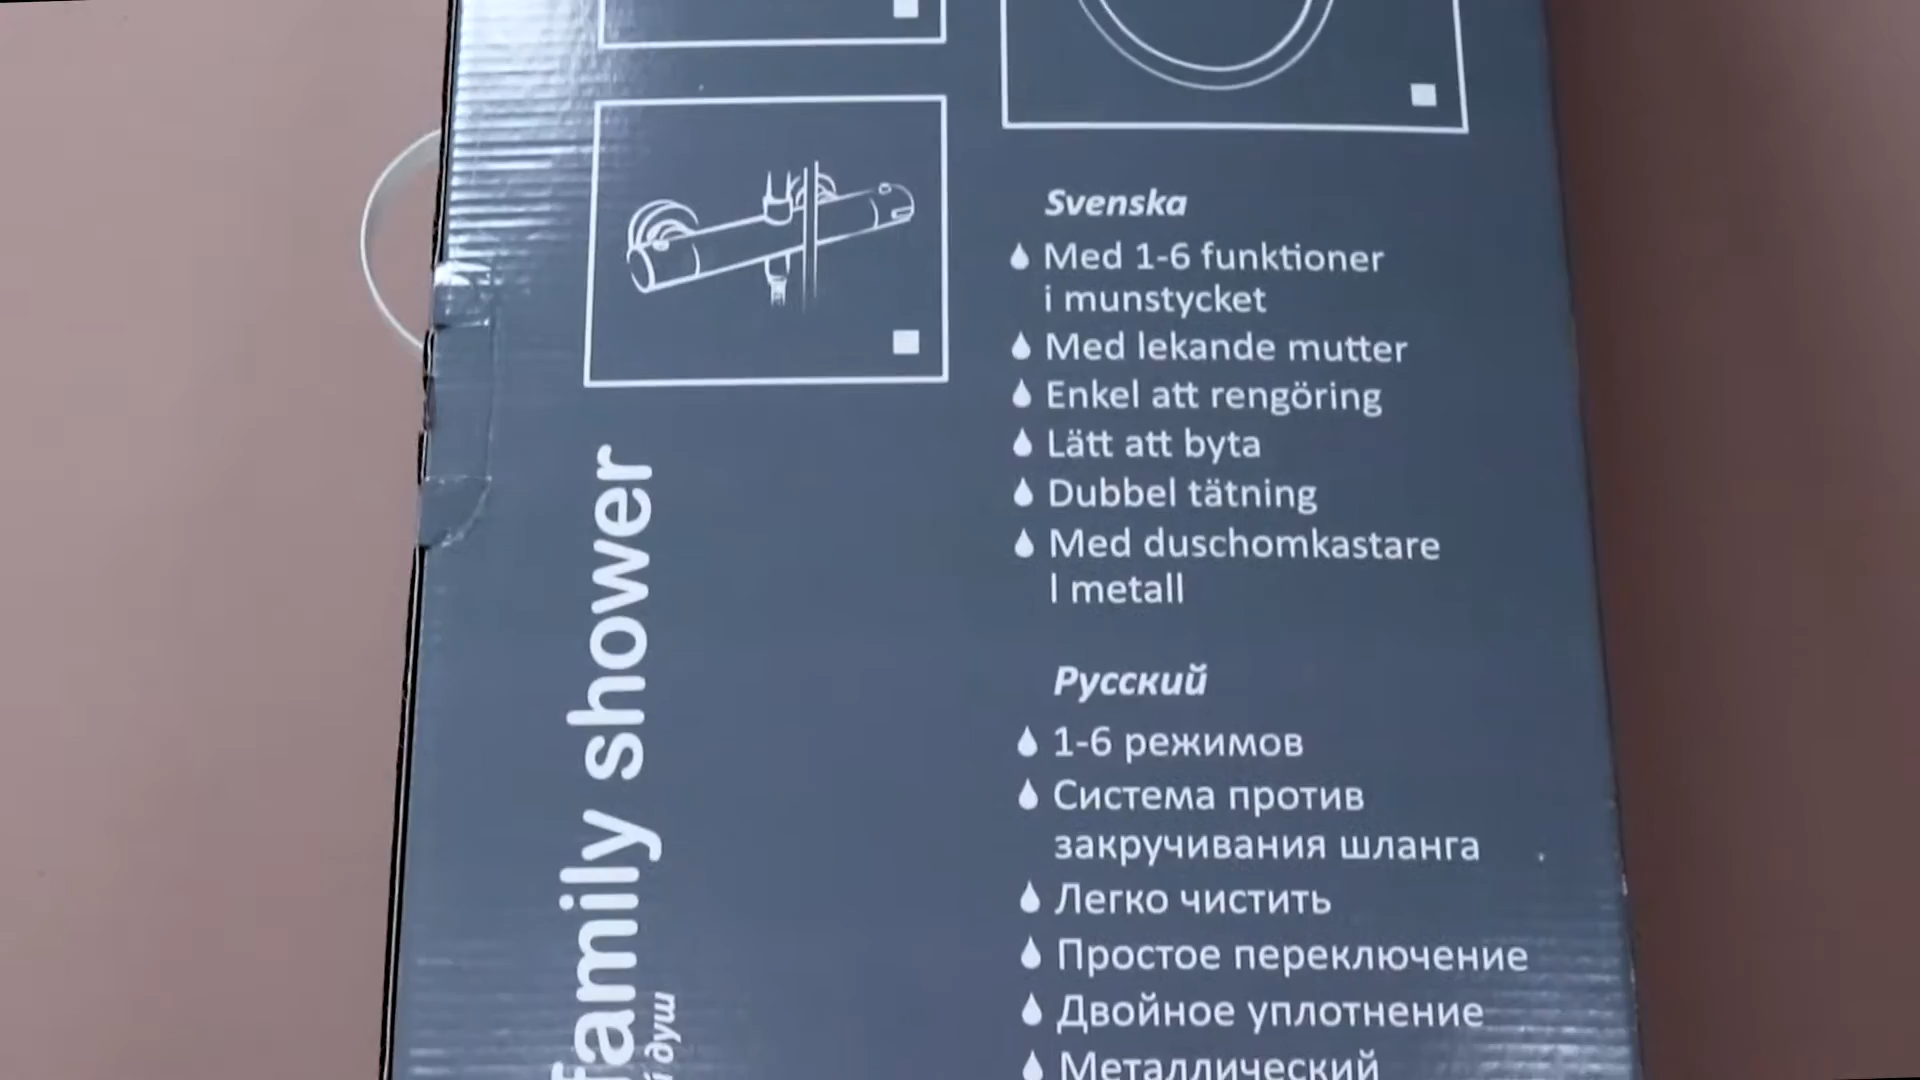 Svenska
Med 1-6 funktioner
i munstycket
Med lekande mutter
Enkel att rengöring
Lätt att byta
Dubbel tätning
Med duschomkastare
I metall
Русский
1-6 режимов
Система против
закручивания шланга
Легко чистить
Простое переключение
Двойное уплотнение
Металлический
family shower
душ